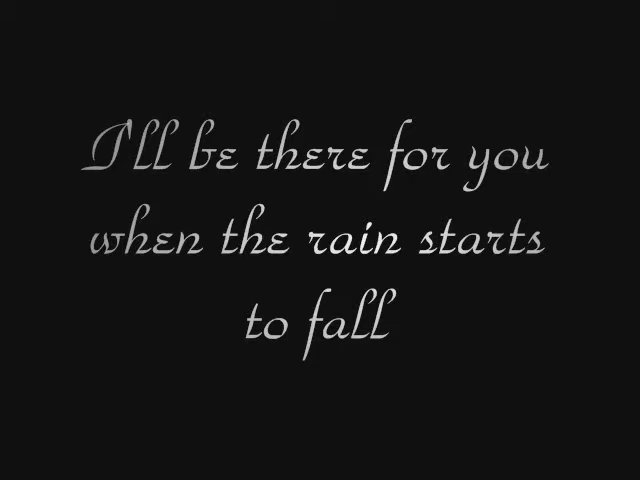 I'll be there for you
when the rain starts
to fall